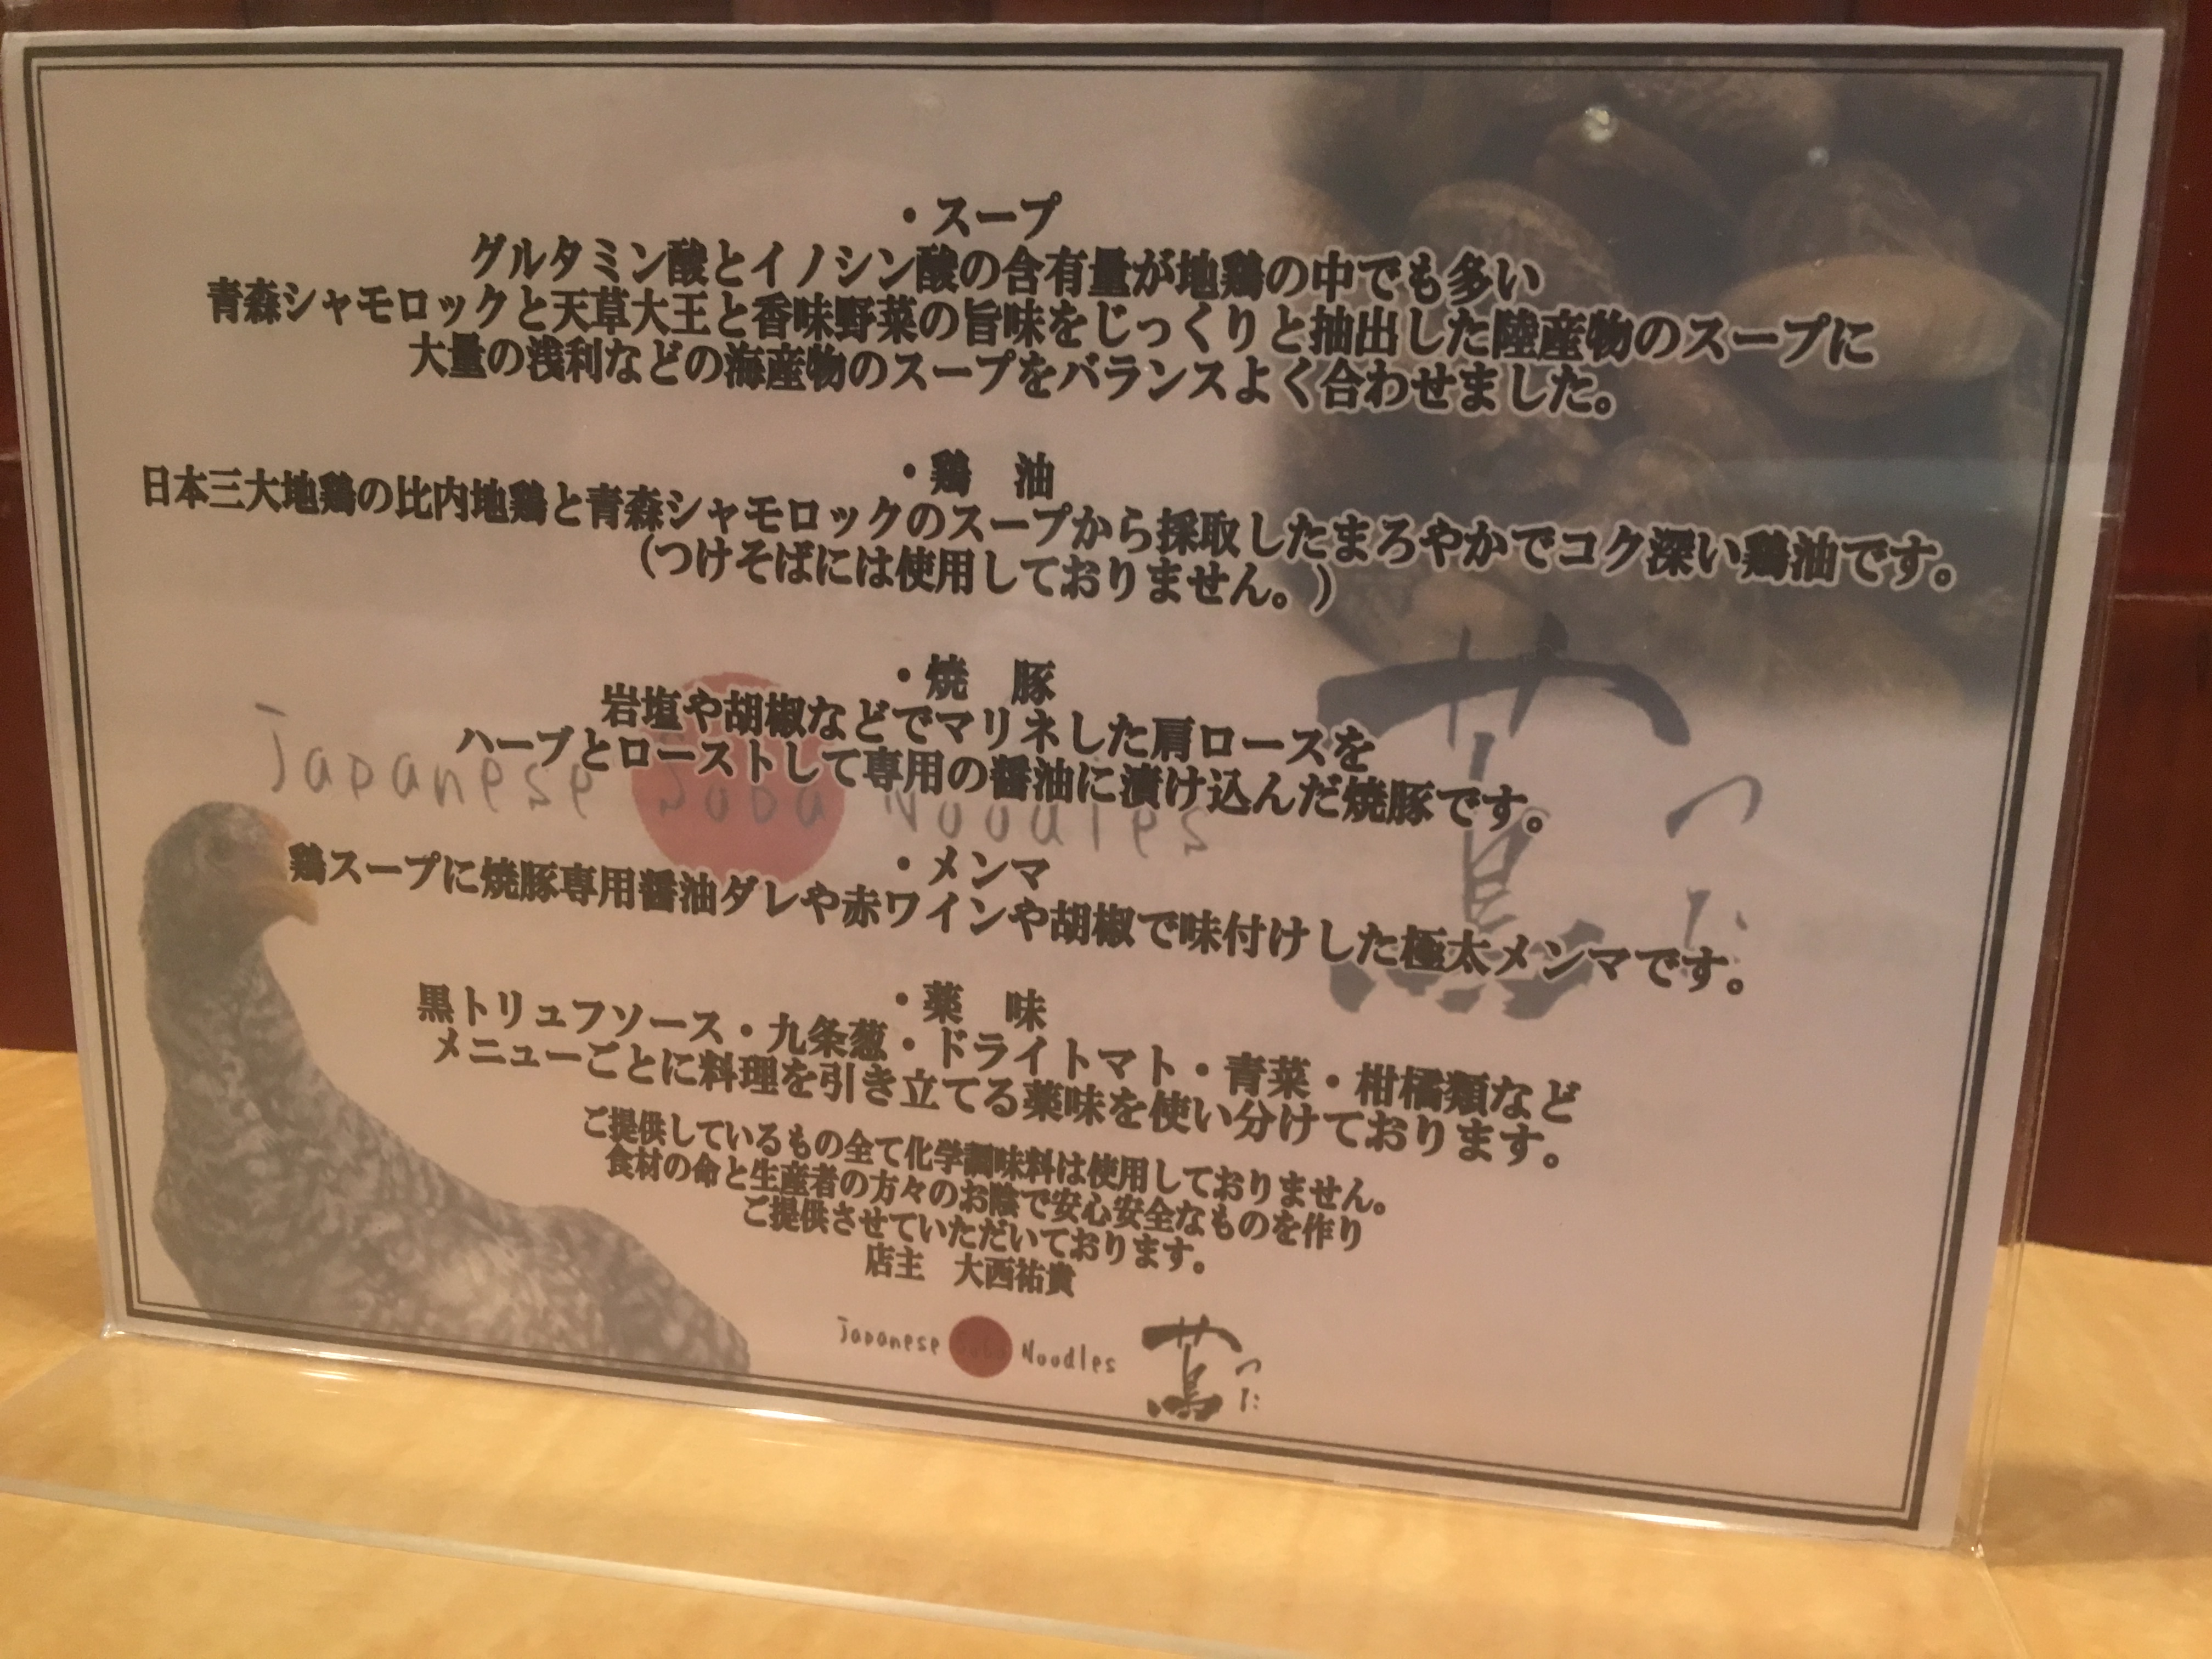 ・スープ
グルタミン酸とイノシン酸の含有量が地鶏の中でも多い
青森シャモロックと天草大王と香味野菜の旨味をじっくりと抽出した陸産物のスープに
大量の浅利などの海産物のスープをバランスよく合わせました。
・鶏　油
日本三大地鶏の比内地鶏と青森シャモロックのスープから採取したまろやかでコク深い鶏油です。
(つけそばには使用しておりません。)
・焼　豚
岩塩や胡椒などでマリネした肩ロースを
ハーブとローストして専用の醤油に漬け込んだ焼豚です。
Japanese Soba Noodles 蔦 つた
・メンマ
鶏スープに焼豚専用醤油ダレや赤ワインや胡椒で味付けした極太メンマです。
・薬　味
黒トリュフソース・九条葱・ドライトマト・青菜・柑橘類など
メニューごとに料理を引き立てる薬味を使い分けております。
ご提供しているもの全て化学調味料は使用しておりません。
食材の命と生産者の方々のお陰で安心安全なものを作り
ご提供させていただいております。
店主　大西祐貴
Japanese Soba Noodles 蔦 つた